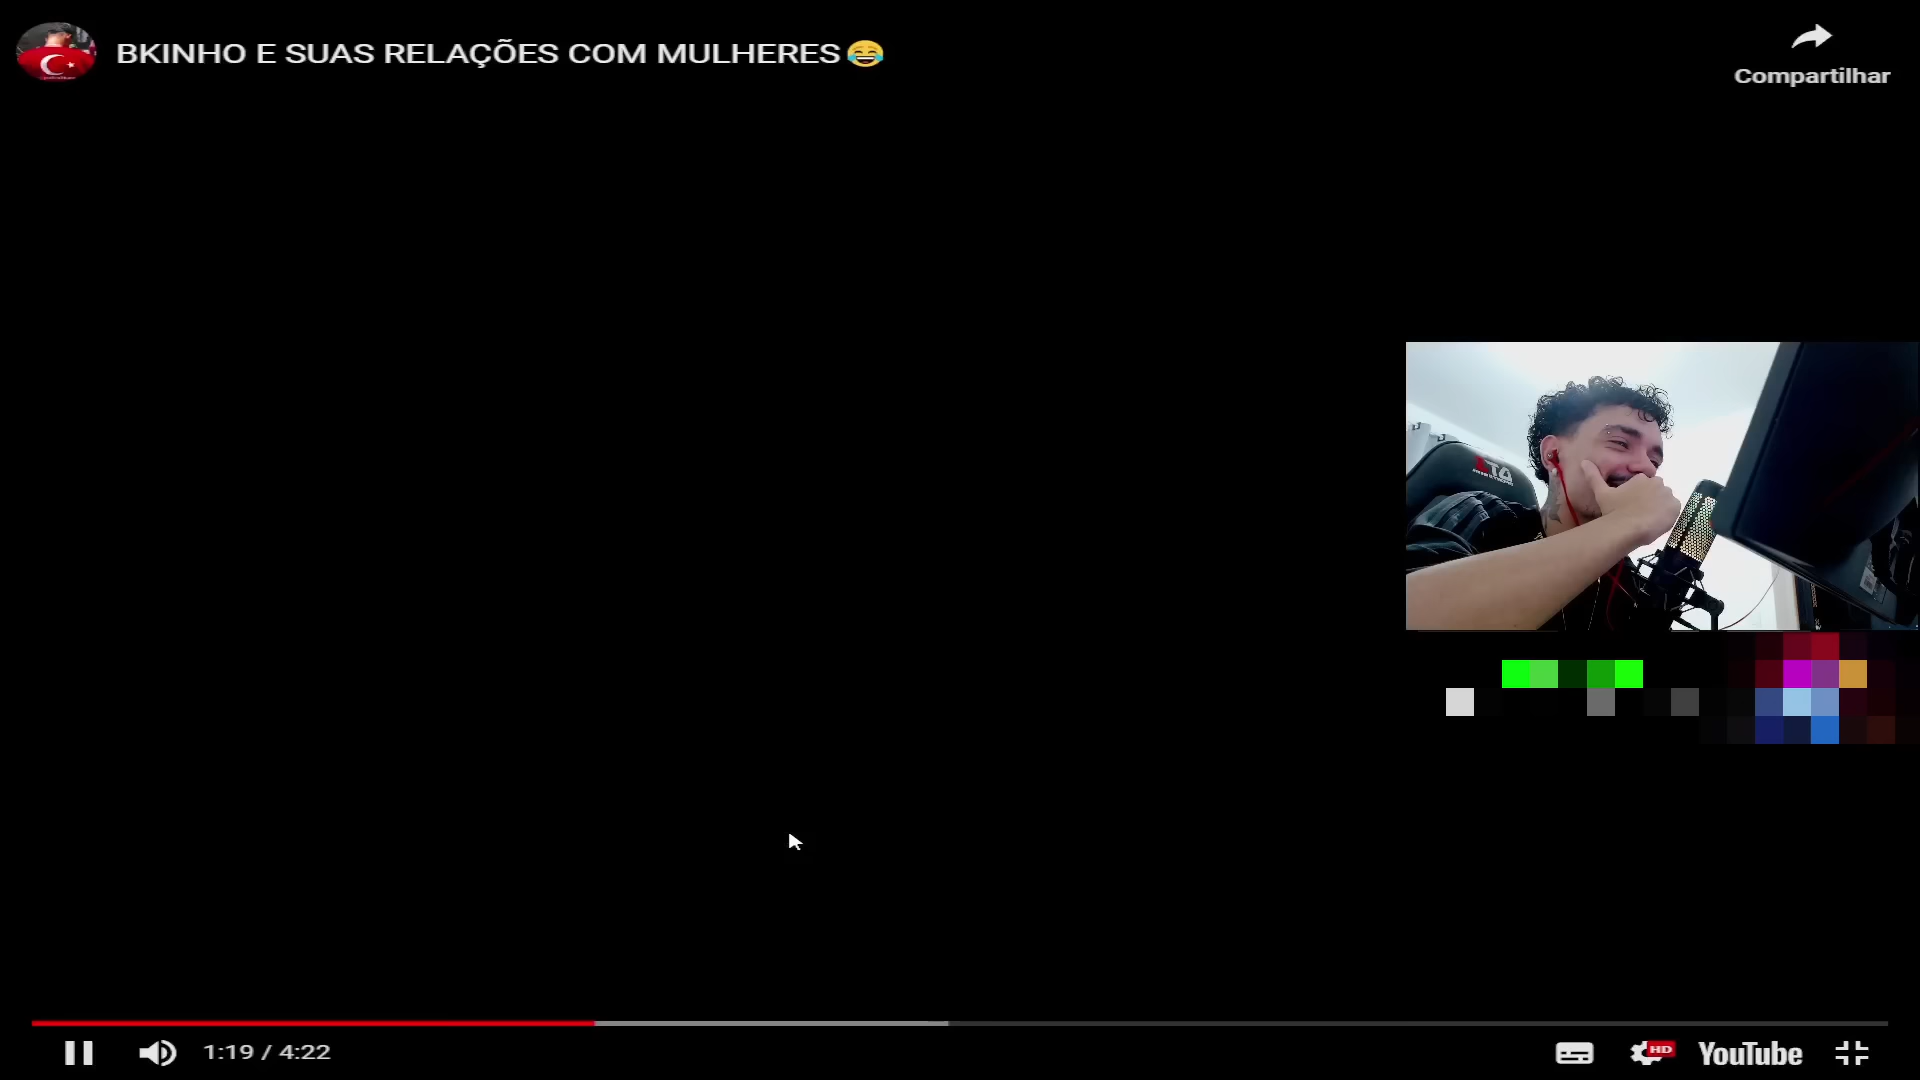 BKINHO E SUAS RELAÇÕES COM MULHERES😂
Compartilhar
1:19 / 4:22
HD
YouTube